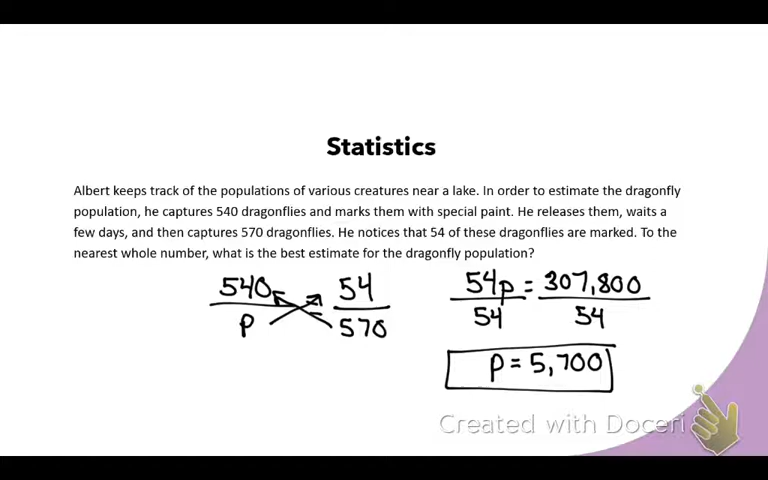 Statistics
Albert keeps track of the populations of various creatures near a lake. In order to estimate the dragonfly
population, he captures 540 dragonflies and marks them with special paint. He releases them, waits a
few days, and then captures 570 dragonflies. He notices that 54 of these dragonflies are marked. To the
nearest whole number, what is the best estimate for the dragonfly population?
540 54 54p = 307,800
P = 570 54 54
p = 5,700
Created with Doceri